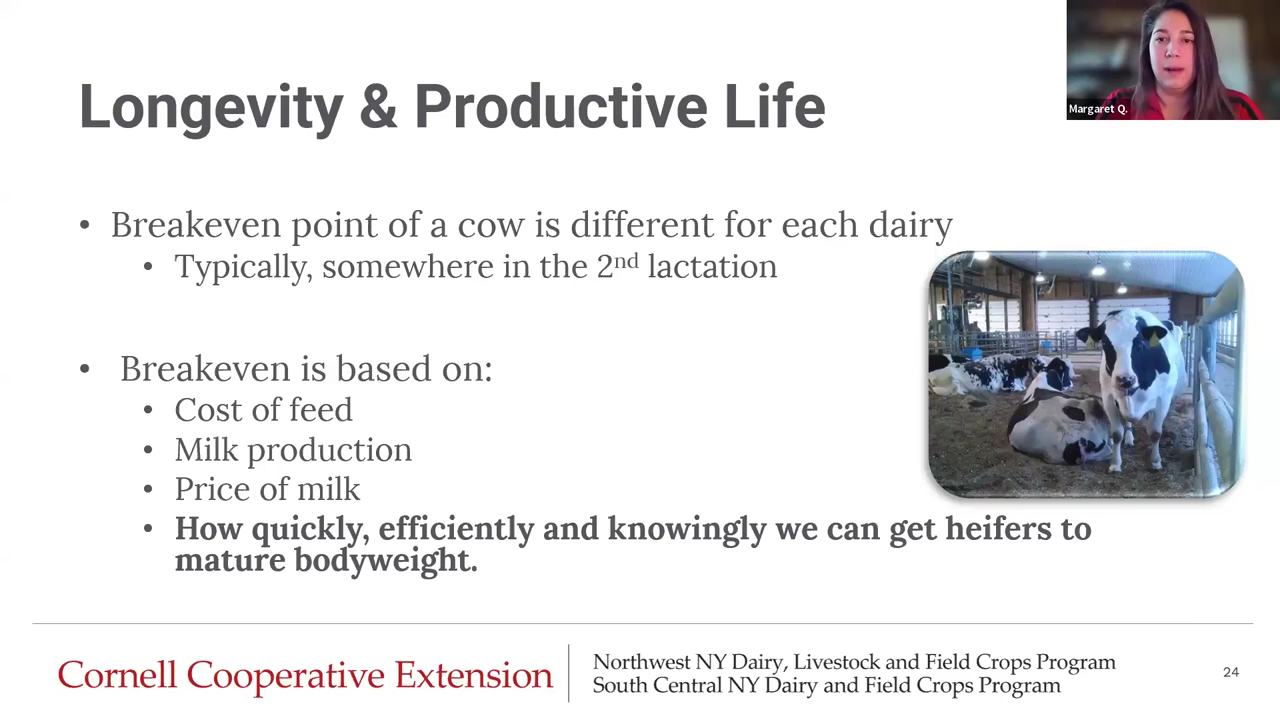 Margaret Q.
Longevity & Productive Life
• Breakeven point of a cow is different for each dairy
• Typically, somewhere in the 2nd lactation
• Breakeven is based on:
• Cost of feed
• Milk production
• Price of milk
• How quickly, efficiently and knowingly we can get heifers to
mature bodyweight.
Cornell Cooperative Extension
Northwest NY Dairy, Livestock and Field Crops Program
South Central NY Dairy and Field Crops Program
24